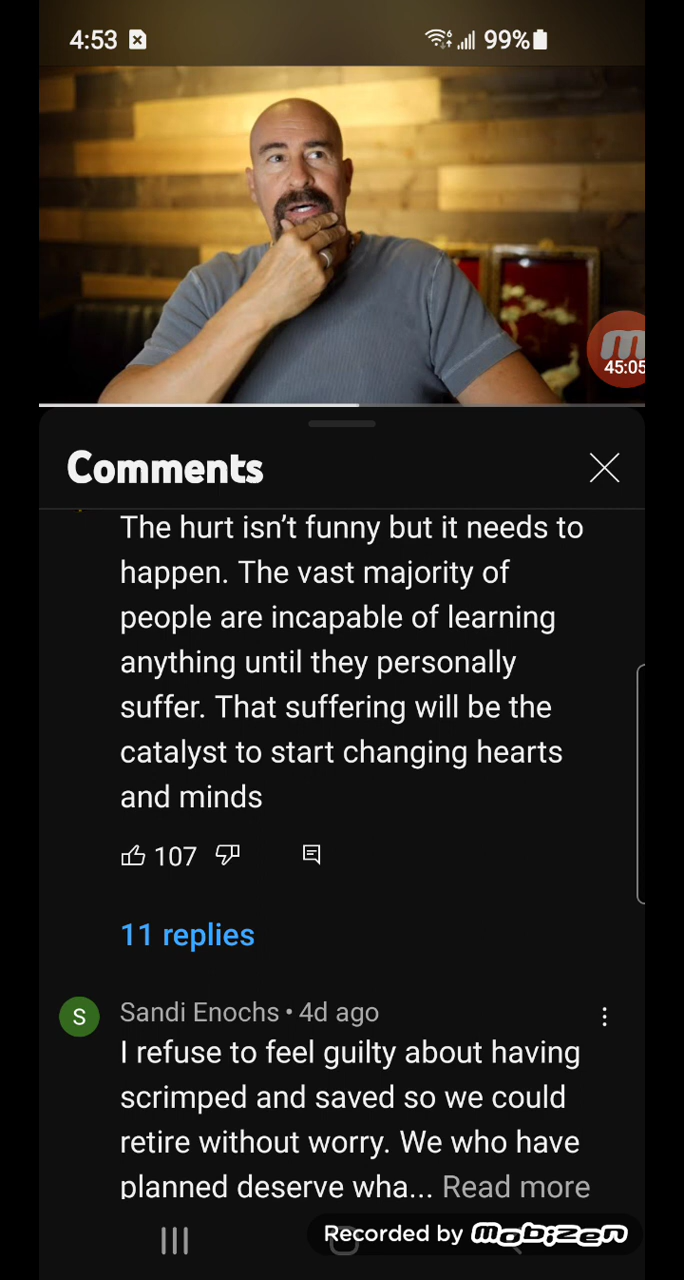 4:53
99%
45:05
Comments
The hurt isn't funny but it needs to
happen. The vast majority of
people are incapable of learning
anything until they personally
suffer. That suffering will be the
catalyst to start changing hearts
and minds
107
11 replies
S
Sandi Enochs • 4d ago
I refuse to feel guilty about having
scrimped and saved so we could
retire without worry. We who have
planned deserve wha... Read more
Recorded by mobizen